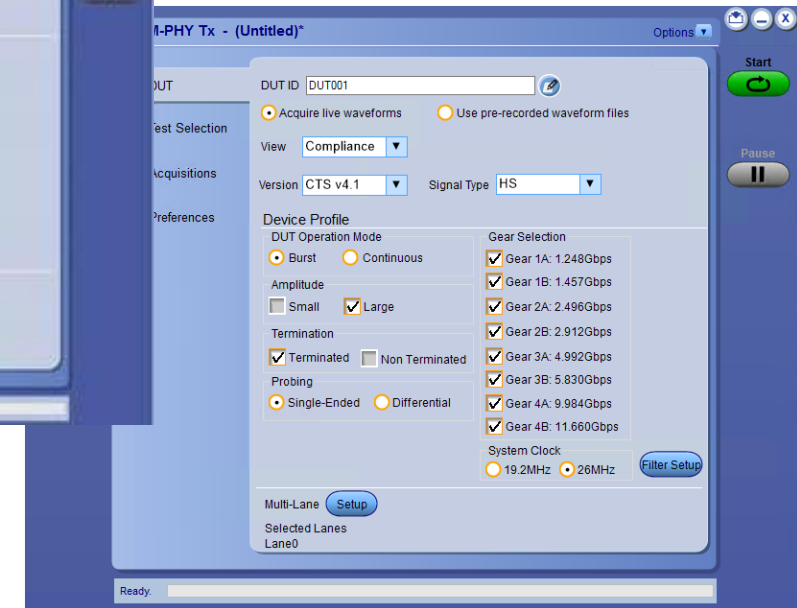 M-PHY Tx - (Untitled)*
Options
Start
DUT
DUT ID DUT001
Acquire live waveforms Use pre-recorded waveform files
Test Selection
View Compliance
Pause
Acquisitions
Version CTS v4.1 Signal Type HS
Preferences
Device Profile
DUT Operation Mode
Burst Continuous
Amplitude
Small Large
Termination
Terminated Non Terminated
Probing
Single-Ended Differential
Gear Selection
Gear 1A: 1.248Gbps
Gear 1B: 1.457Gbps
Gear 2A: 2.496Gbps
Gear 2B: 2.912Gbps
Gear 3A: 4.992Gbps
Gear 3B: 5.830Gbps
Gear 4A: 9.984Gbps
Gear 4B: 11.660Gbps
System Clock
19.2MHz 26MHz
Filter Setup
Multi-Lane Setup
Selected Lanes
Lane0
Ready.